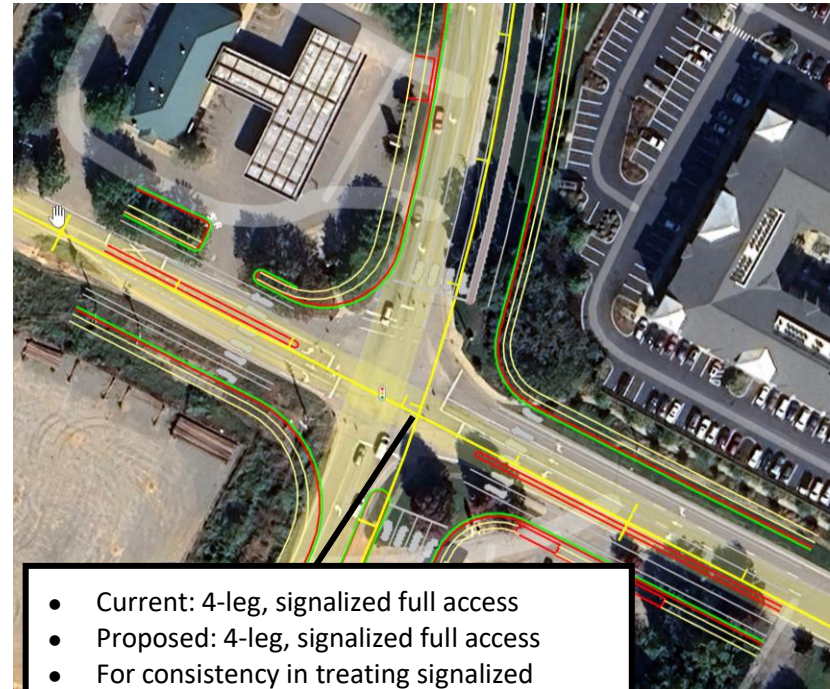 ● Current: 4-leg, signalized full access
● Proposed: 4-leg, signalized full access
● For consistency in treating signalized